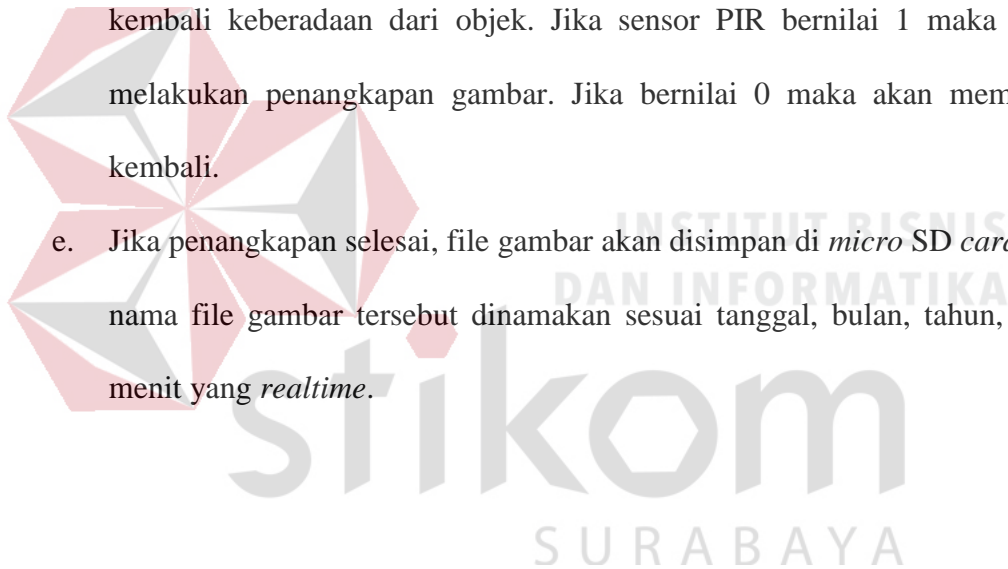 kembali keberadaan dari objek. Jika sensor PIR bernilai 1 maka
melakukan penangkapan gambar. Jika bernilai 0 maka akan mem
kembali.
INSTITUT BISNIS
e. Jika penangkapan selesai, file gambar akan disimpan di micro SD card
DAN INFORMATIKA
nama file gambar tersebut dinamakan sesuai tanggal, bulan, tahun,
menit yang realtime.
stikom
SURABAYA